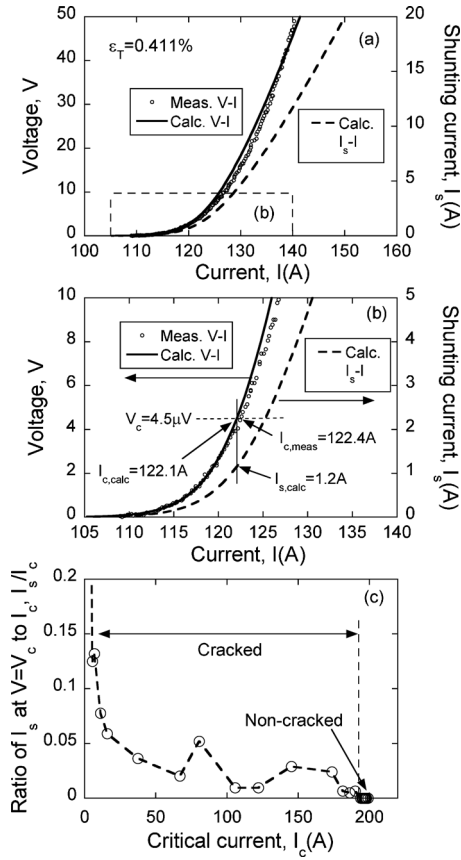 (a)
ε_T=0.411%
Meas. V-I
Calc. V-I
Calc.
I_s-I
(b)
50
40
30
20
10
0
Voltage, V
20
15
10
5
0
Shunting current, I_s(A)
100 110 120 130 140 150 160
Current, I(A)
(b)
Meas. V-I
Calc. V-I
Calc.
I_s-I
V_c=4.5μV
I_c,meas=122.4A
I_c,calc=122.1A
I_s,calc=1.2A
10
8
6
4
2
0
Voltage, V
5
4
3
2
1
0
Shunting current, I_s(A)
105 110 115 120 125 130 135 140
Current, I(A)
(c)
Cracked
Non-cracked
0.2
0.15
0.1
0.05
0
Ratio of I_s at V=V_c to I_c, I_s/I_c
0 50 100 150 200
Critical current, I_c(A)